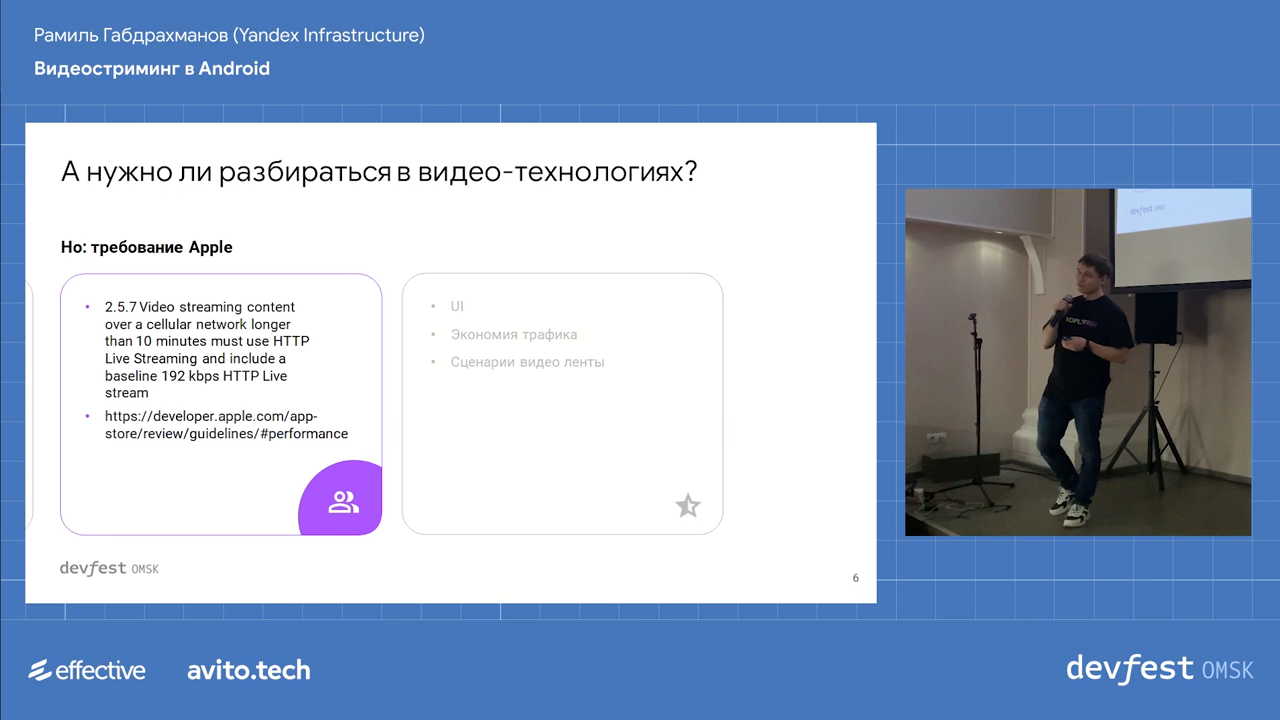 Рамиль Габдрахманов (Yandex Infrastructure)
Видеостриминг в Android
А нужно ли разбираться в видео-технологиях?
Но: требование Apple
• 2.5.7 Video streaming content
over a cellular network longer
than 10 minutes must use HTTP
Live Streaming and include a
baseline 192 kbps HTTP Live
stream
• https://developer.apple.com/app-
store/review/guidelines/#performance
• UI
• Экономия трафика
• Сценарии видео ленты
devfest OMSK
6
devfest OMSK
effective
avito.tech
devfest OMSK